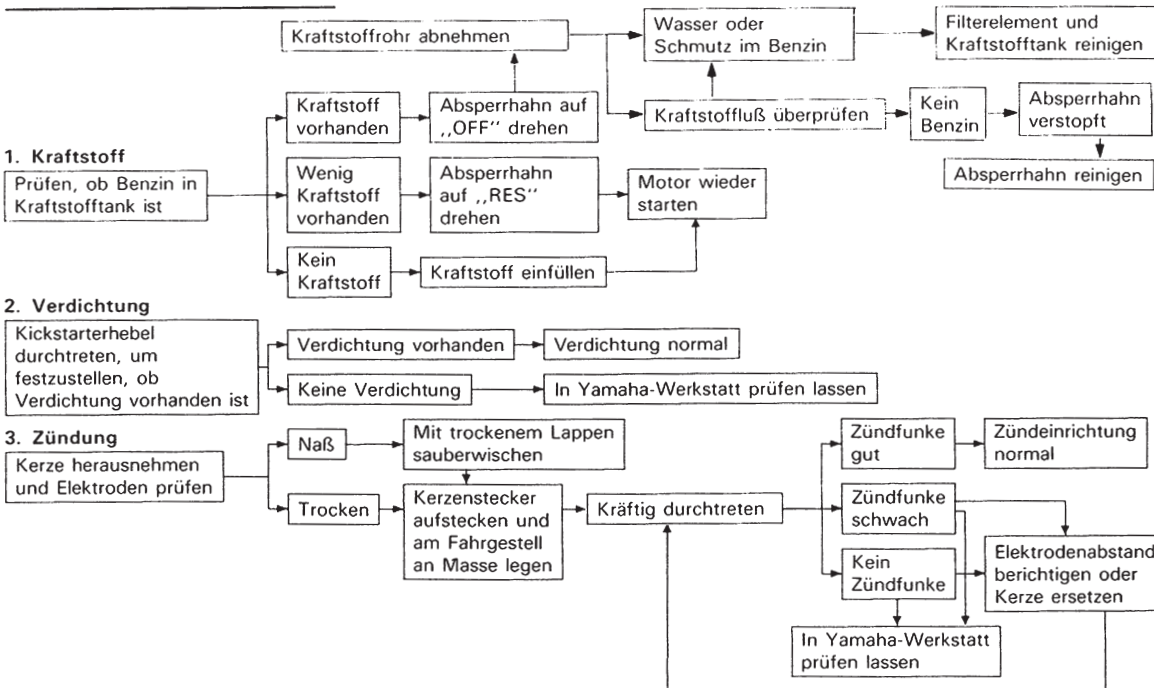 Kraftstoffrohr abnehmen
Wasser oder
Schmutz im Benzin
Filterelement und
Kraftstofftank reinigen
Kraftstoff
vorhanden
Absperrhahn auf
,,OFF'' drehen
Kraftstoffluß überprüfen
Kein
Benzin
Absperrhahn
verstopft
Absperrhahn reinigen
1. Kraftstoff
Prüfen, ob Benzin in
Kraftstofftank ist
Wenig
Kraftstoff
vorhanden
Absperrhahn
auf ,,RES''
drehen
Motor wieder
starten
Kein
Kraftstoff
Kraftstoff einfüllen
2. Verdichtung
Kickstarterhebel
durchtreten, um
festzustellen, ob
Verdichtung vorhanden ist
Verdichtung vorhanden
Verdichtung normal
Keine Verdichtung
In Yamaha-Werkstatt prüfen lassen
3. Zündung
Kerze herausnehmen
und Elektroden prüfen
Naß
Mit trockenem Lappen
sauberwischen
Trocken
Kerzenstecker
aufstecken und
am Fahrgestell
an Masse legen
Kräftig durchtreten
Zündfunke
gut
Zündeinrichtung
normal
Zündfunke
schwach
Kein
Zündfunke
Elektrodenabstand
berichtigen oder
Kerze ersetzen
In Yamaha-Werkstatt
prüfen lassen